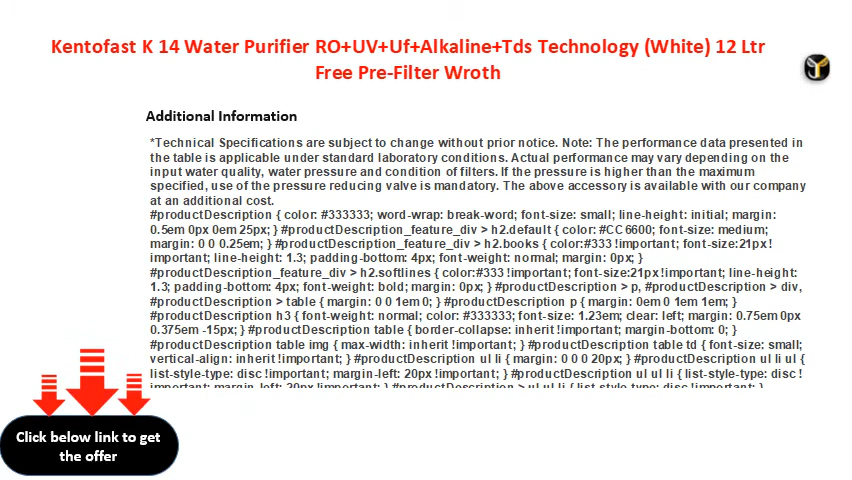 Kentofast K 14 Water Purifier RO+UV+Uf+Alkaline+Tds Technology (White) 12 Ltr
Free Pre-Filter Wroth
Additional Information
*Technical Specifications are subject to change without prior notice. Note: The performance data presented in
the table is applicable under standard laboratory conditions. Actual performance may vary depending on the
input water quality, water pressure and condition of filters. If the pressure is higher than the maximum
specified, use of the pressure reducing valve is mandatory. The above accessory is available with our company
at an additional cost.
#productDescription { color: #333333; word-wrap: break-word; font-size: small; line-height: initial; margin:
0.5em 0px 0em 25px; } #productDescription_feature_div > h2.default { color: #CC6600; font-size: medium;
margin: 0 0 0.25em; } #productDescription_feature_div > h2.books { color:#333 !important; font-size:21px !
important; line-height: 1.3; padding-bottom: 4px; font-weight: normal; margin: 0px; }
#productDescription_feature_div > h2.softlines { color:#333 !important; font-size:21px !important; line-height:
1.3; padding-bottom: 4px; font-weight: bold; margin: 0px; } #productDescription > p, #productDescription > div,
#productDescription > table { margin: 0 0 1em 0; } #productDescription p { margin: 0em 0 1em 1em; }
#productDescription h3 { font-weight: normal; color: #333333; font-size: 1.23em; clear: left; margin: 0.75em 0px
0.375em -15px; } #productDescription table { border-collapse: inherit !important; margin-bottom: 0; }
#productDescription table img { max-width: inherit !important; } #productDescription table td { font-size: small;
vertical-align: inherit !important; } #productDescription ul li { margin: 0 0 0 20px; } #productDescription ul li ul {
list-style-type: disc !important; margin-left: 20px !important; } #productDescription ul ul li { list-style-type: disc !
important; margin-left: 20px !important; } #productDescription > ul ul li { list-style-type: disc !important; }
Click below link to get
the offer